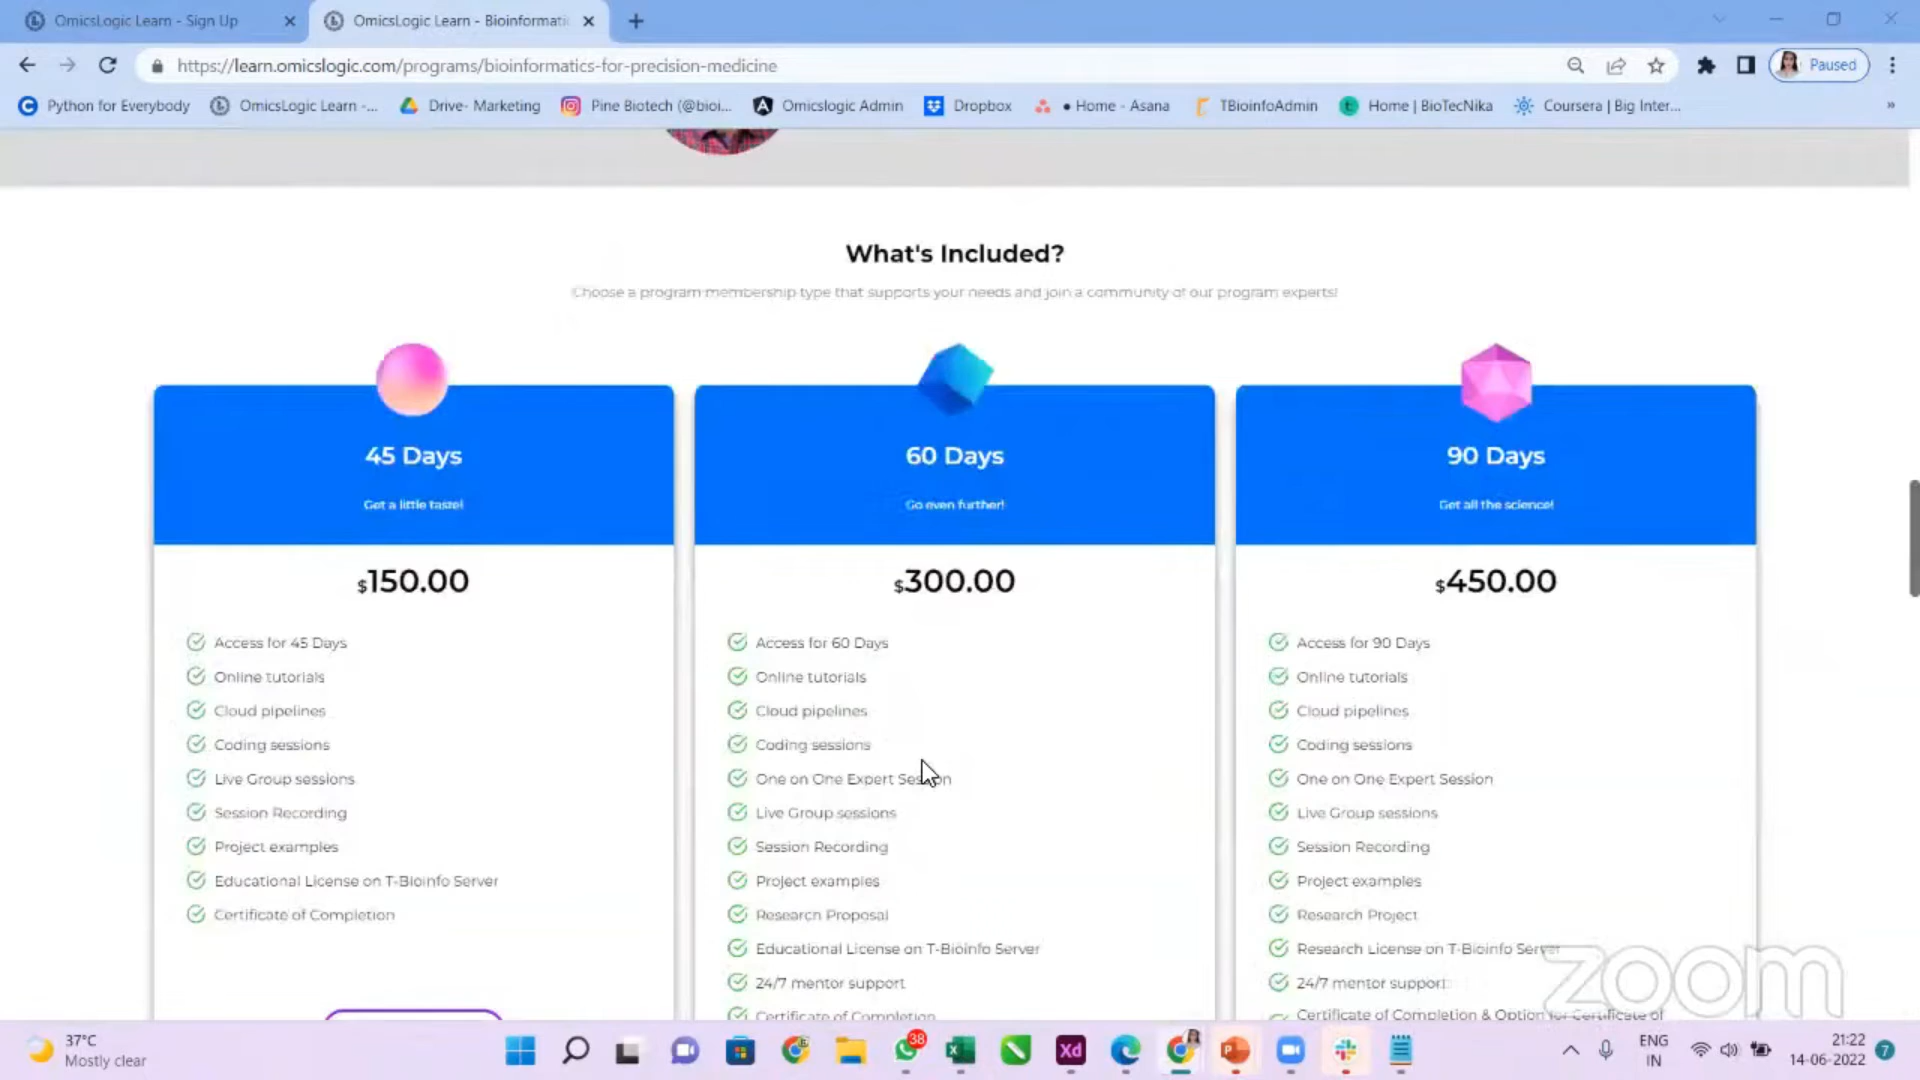 OmicsLogic Learn - Sign Up
OmicsLogic Learn - Bioinformatic
https://learn.omicslogic.com/programs/bioinformatics-for-precision-medicine
Paused
Python for Everybody
OmicsLogic Learn -...
Drive- Marketing
Pine Biotech (@bioi...
Omicslogic Admin
Dropbox
• Home - Asana
TBioinfoAdmin
Home | BioTecNika
Coursera | Big Inter...
»
What's Included?
Choose a program membership type that supports your needs and join a community of our program experts!
45 Days
Get a little taste!
$150.00
Access for 45 Days
Online tutorials
Cloud pipelines
Coding sessions
Live Group sessions
Session Recording
Project examples
Educational License on T-Bioinfo Server
Certificate of Completion
60 Days
Go even further!
$300.00
Access for 60 Days
Online tutorials
Cloud pipelines
Coding sessions
One on One Expert Session
Live Group sessions
Session Recording
Project examples
Research Proposal
Educational License on T-Bioinfo Server
24/7 mentor support
Certificate of Completion
90 Days
Get all the science!
$450.00
Access for 90 Days
Online tutorials
Cloud pipelines
Coding sessions
One on One Expert Session
Live Group sessions
Session Recording
Project examples
Research Project
Research License on T-Bioinfo Server
24/7 mentor support
Certificate of Completion & Option for Certificate of
zoom
37°C
Mostly clear
38
Xd
ENG
IN
21:22
14-06-2022
7